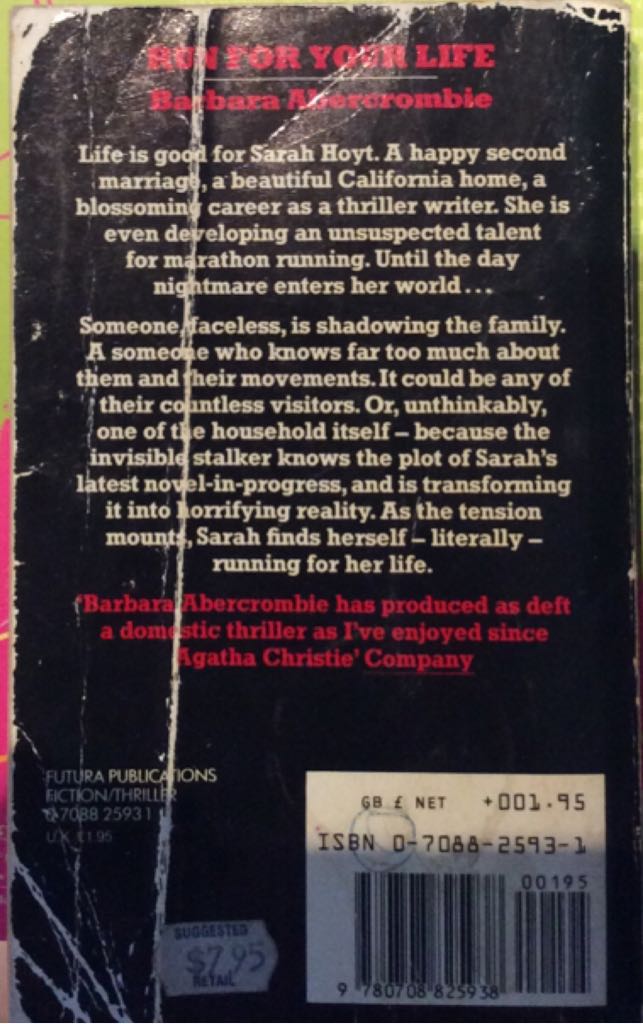 RUN FOR YOUR LIFE
Barbara Abercrombie
Life is good for Sarah Hoyt. A happy second
marriage, a beautiful California home, a
blossoming career as a thriller writer. She is
even developing an unsuspected talent
for marathon running. Until the day
nightmare enters her world...
Someone, faceless, is shadowing the family.
A someone who knows far too much about
them and their movements. It could be any of
their countless visitors. Or, unthinkably,
one of the household itself – because the
invisible stalker knows the plot of Sarah's
latest novel-in-progress, and is transforming
it into horrifying reality. As the tension
mounts, Sarah finds herself – literally –
running for her life.
'Barbara Abercrombie has produced as deft
a domestic thriller as I've enjoyed since
Agatha Christie' Company
FUTURA PUBLICATIONS
FICTION/THRILLER
0 7088 2593 1
U.K. £1.95
GB £ NET +001.95
ISBN 0-7088-2593-1
00195
9 780708 825938
SUGGESTED
$7.95
RETAIL